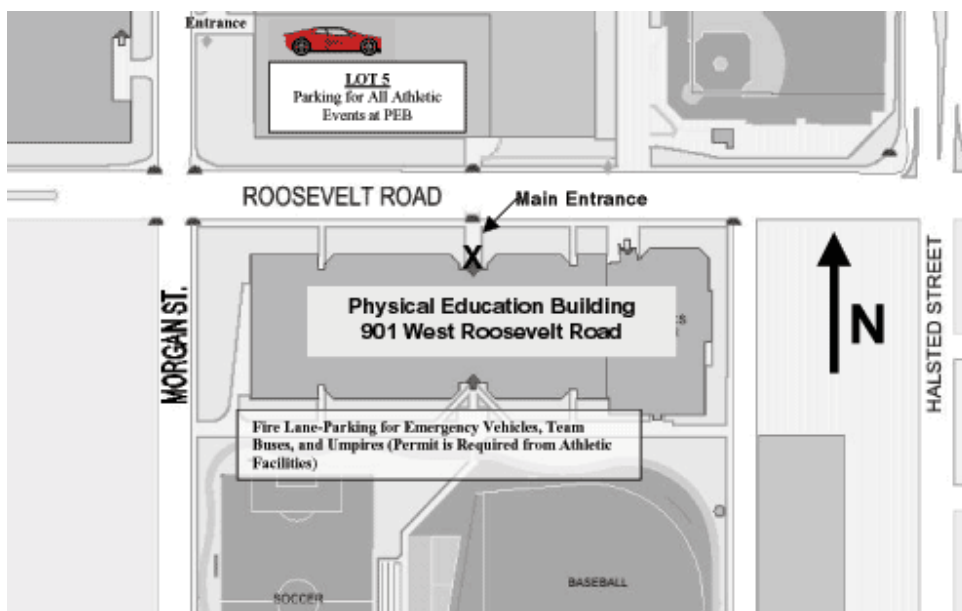 Entrance
LOT 5
Parking for All Athletic
Events at PEB
ROOSEVELT ROAD
Main Entrance
X
Physical Education Building
901 West Roosevelt Road
MORGAN ST.
N
HALSTED STREET
Fire Lane-Parking for Emergency Vehicles, Team
Buses, and Umpires (Permit is Required from Athletic
Facilities)
SOCCER
BASEBALL